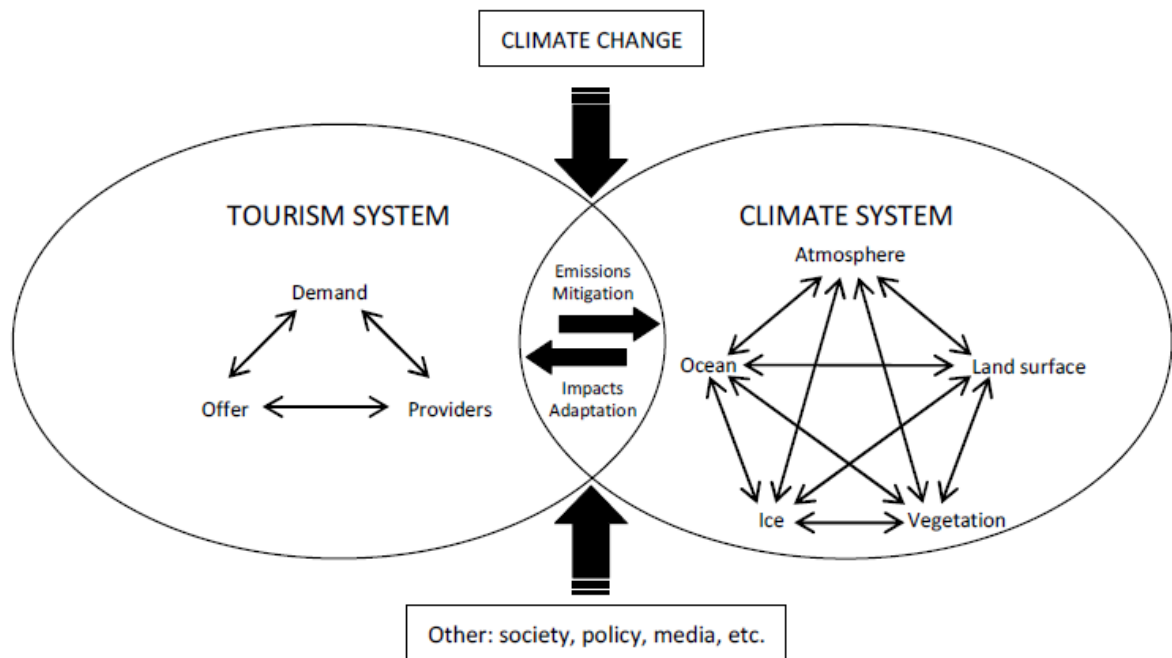 CLIMATE CHANGE
TOURISM SYSTEM
Demand
Offer
Providers
Emissions
Mitigation
Impacts
Adaptation
CLIMATE SYSTEM
Atmosphere
Ocean
Land surface
Ice
Vegetation
Other: society, policy, media, etc.